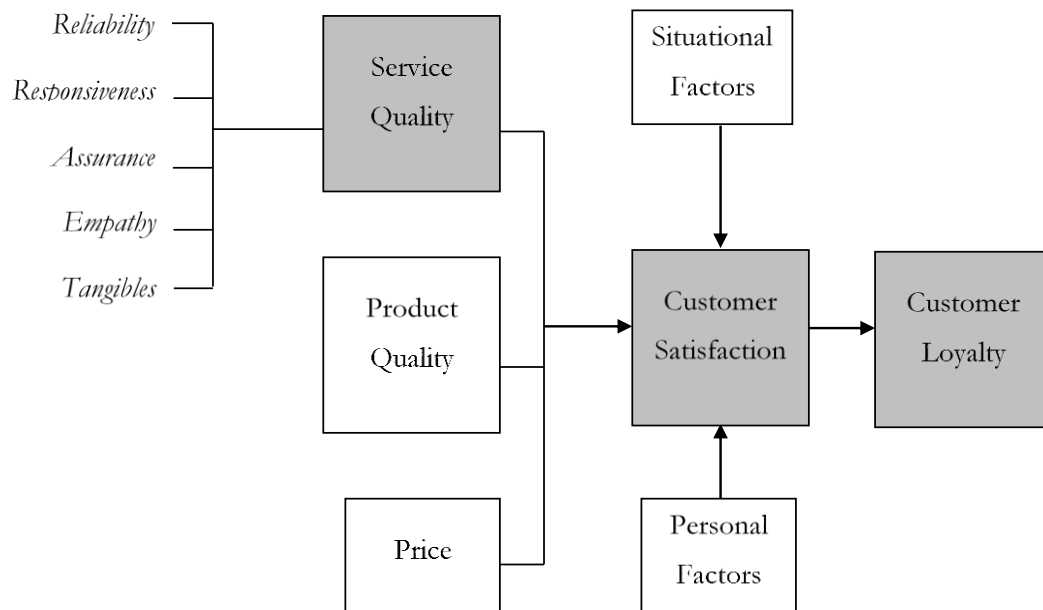 Reliability
Responsiveness
Assurance
Empathy
Tangibles
Service
Quality
Product
Quality
Price
Situational
Factors
Customer
Satisfaction
Personal
Factors
Customer
Loyalty